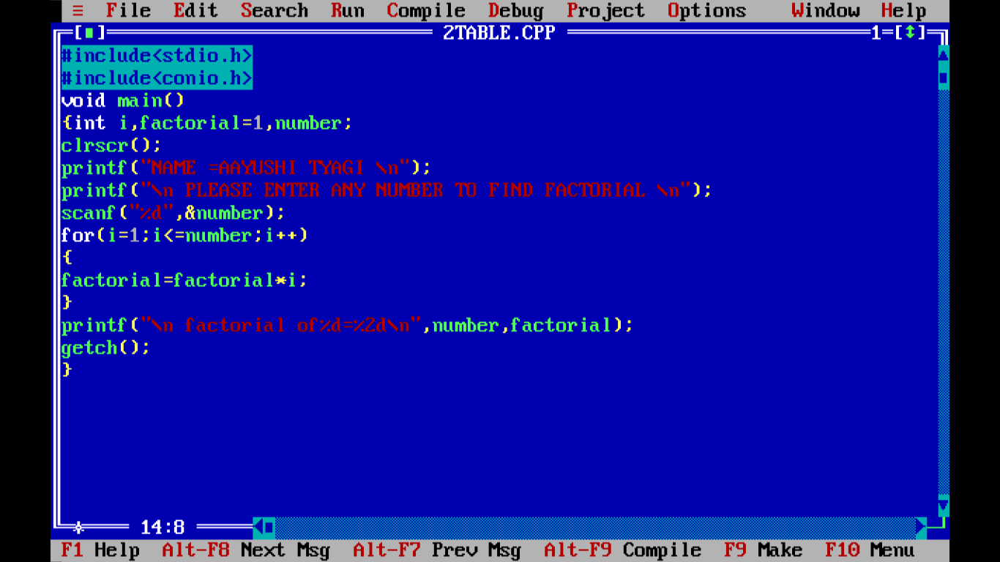 ≡ File Edit Search Run Compile Debug Project Options Window Help
[■] 2TABLE.CPP 1=[↕]
#include<stdio.h>
#include<conio.h>
void main()
{int i,factorial=1,number;
clrscr();
printf("NAME =AAYUSHI TYAGI \n");
printf("\n PLEASE ENTER ANY NUMBER TO FIND FACTORIAL \n");
scanf("%d",&number);
for(i=1;i<=number;i++)
{
factorial=factorial*i;
}
printf("\n factorial of%d=%2d\n",number,factorial);
getch();
}
14:8
F1 Help Alt-F8 Next Msg Alt-F7 Prev Msg Alt-F9 Compile F9 Make F10 Menu